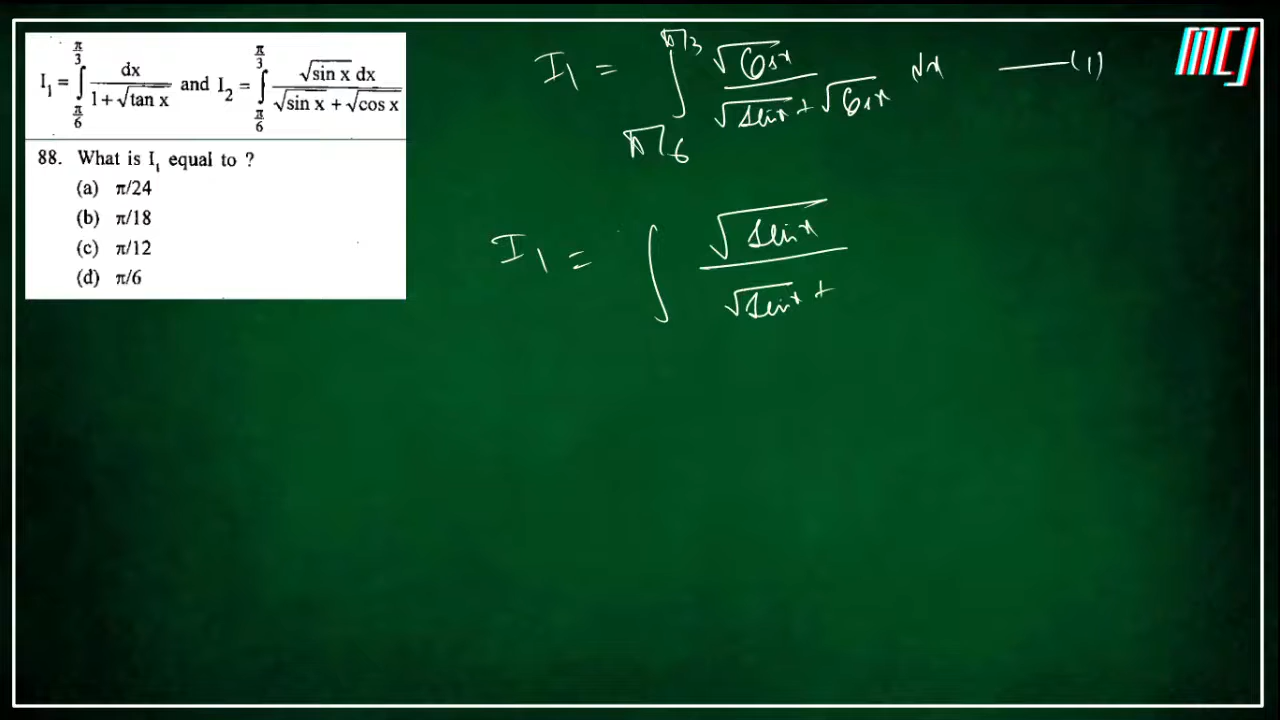 I₁ = ∫_{π/6}^{π/3} dx / (1 + √tan x) and I₂ = ∫_{π/6}^{π/3} √sin x dx / (√sin x + √cos x)
88. What is I₁ equal to ?
(a) π/24
(b) π/18
(c) π/12
(d) π/6
I₁ = ∫_{π/6}^{π/3} √cos x / (√sin x + √cos x) dx —(1)
I₁ = ∫ √sin x / √sin x +
MCJ